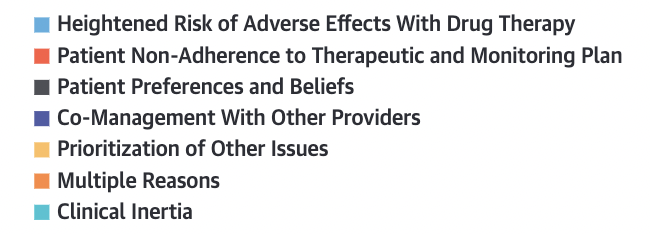 Heightened Risk of Adverse Effects With Drug Therapy
Patient Non-Adherence to Therapeutic and Monitoring Plan
Patient Preferences and Beliefs
Co-Management With Other Providers
Prioritization of Other Issues
Multiple Reasons
Clinical Inertia